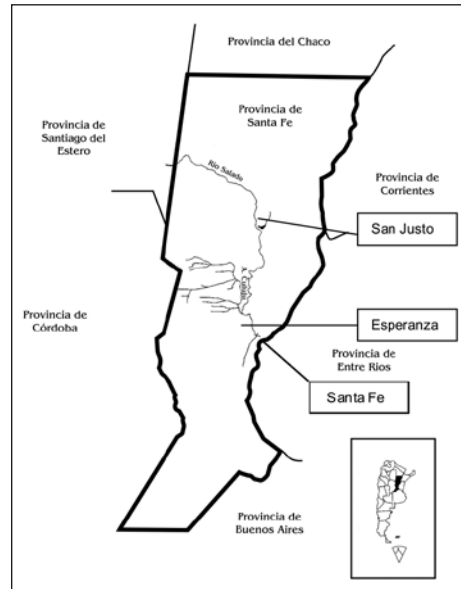 Provincia del Chaco
Provincia de
Santa Fe
Provincia de
Santiago del
Estero
Río Salado
Provincia de
Corrientes
San Justo
Provincia de
Córdoba
Esperanza
Provincia de
Entre Rios
Santa Fe
Provincia de
Buenos Aires